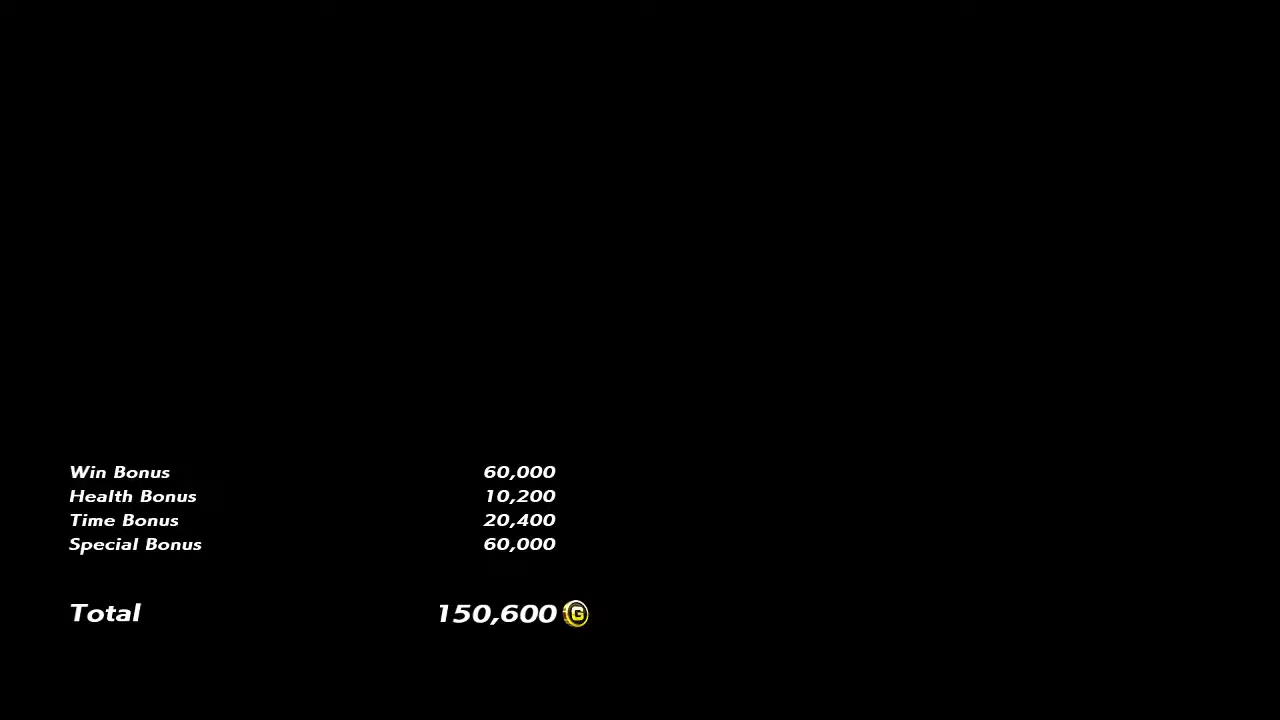 Win Bonus 60,000
Health Bonus 10,200
Time Bonus 20,400
Special Bonus 60,000
Total 150,600 G